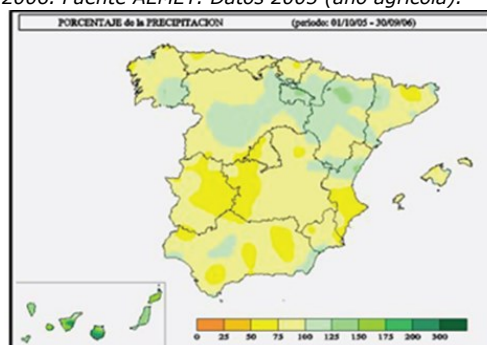 2006. Fuente AEMET. Datos 2005 (año agrícola).
PORCENTAJE de la PRECIPITACION (periodo: 01/10/05 - 30/09/06)
0 25 50 75 100 125 150 175 200 300